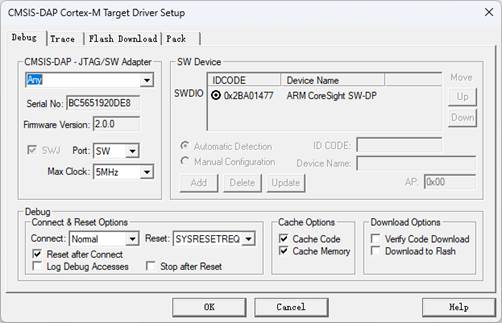 CMSIS-DAP Cortex-M Target Driver Setup
Debug Trace Flash Download Pack
CMSIS-DAP - JTAG/SW Adapter
Any
Serial No: BC5651920DE8
Firmware Version: 2.0.0
SWJ Port: SW
Max Clock: 5MHz
SW Device
IDCODE Device Name Move
SWDIO 0x2BA01477 ARM CoreSight SW-DP Up
Down
Automatic Detection ID CODE:
Manual Configuration Device Name:
Add Delete Update AP: 0x00
Debug
Connect & Reset Options
Connect: Normal Reset: SYSRESETREQ
Reset after Connect
Log Debug Accesses Stop after Reset
Cache Options
Cache Code
Cache Memory
Download Options
Verify Code Download
Download to Flash
OK Cancel Help